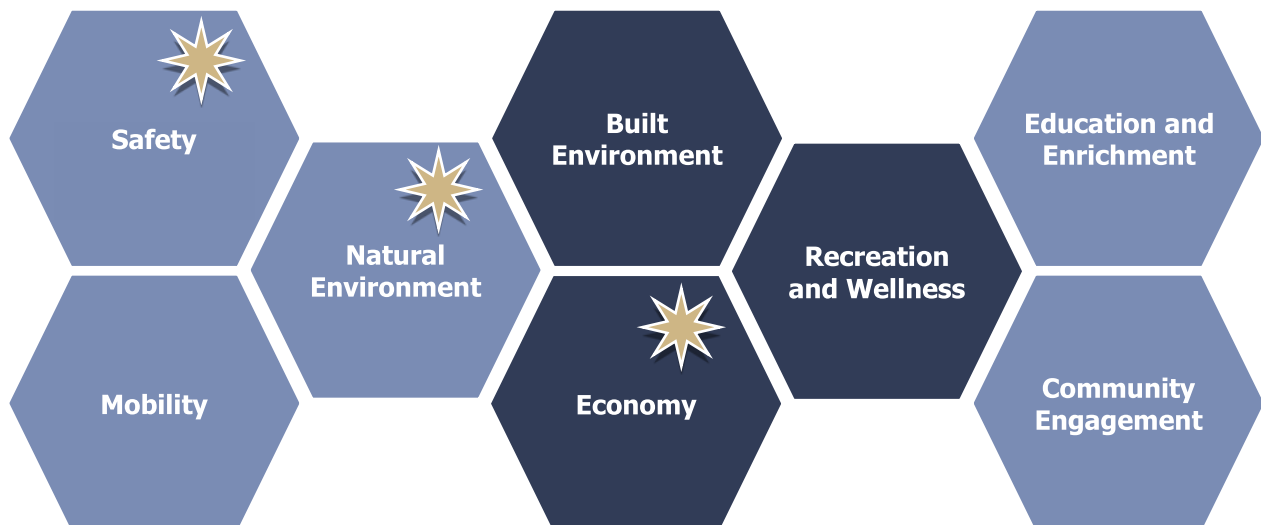 Safety
Mobility
Natural
Environment
Built
Environment
Economy
Recreation
and Wellness
Education and
Enrichment
Community
Engagement